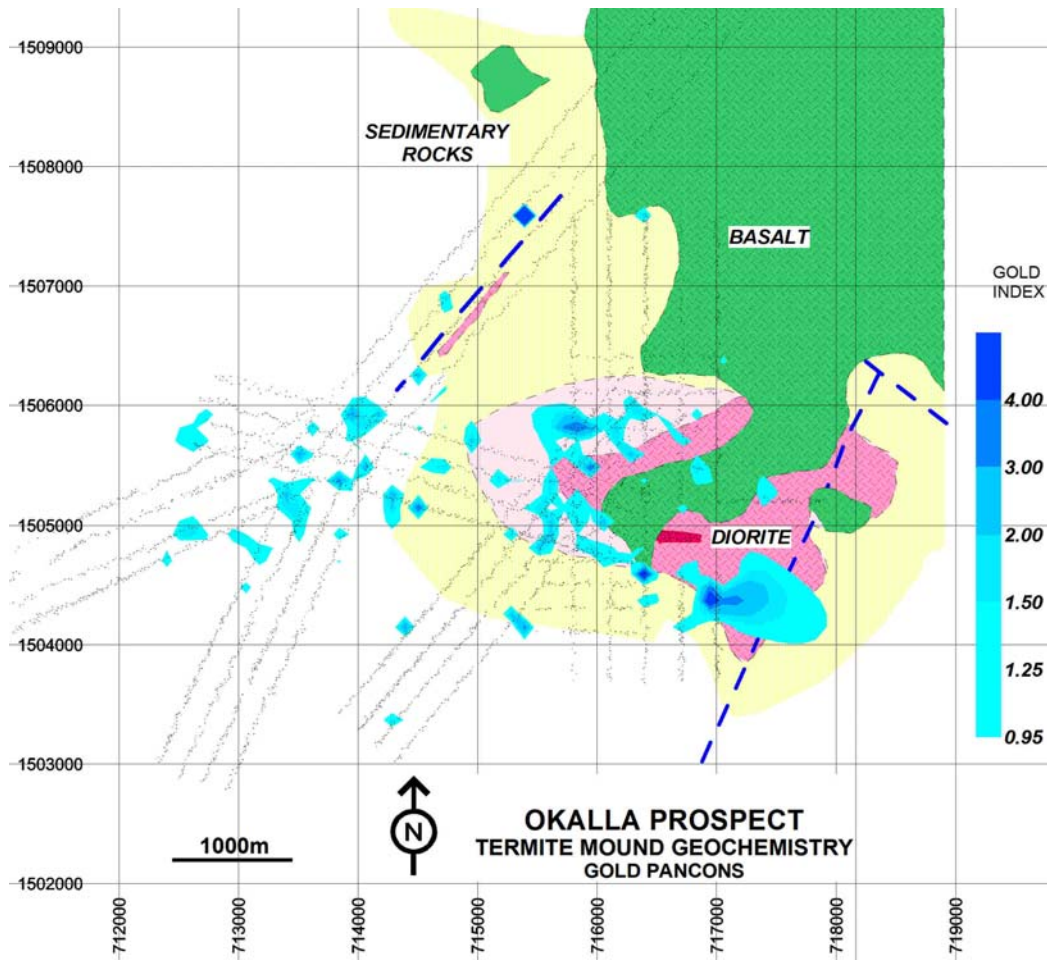 1509000
SEDIMENTARY
ROCKS
1508000
BASALT
GOLD
INDEX
1507000
1506000
4.00
3.00
2.00
1.50
1.25
0.95
1505000
DIORITE
1504000
1503000
N
OKALLA PROSPECT
TERMITE MOUND GEOCHEMISTRY
GOLD PANCONS
1000m
1502000
712000
713000
714000
715000
716000
717000
718000
719000